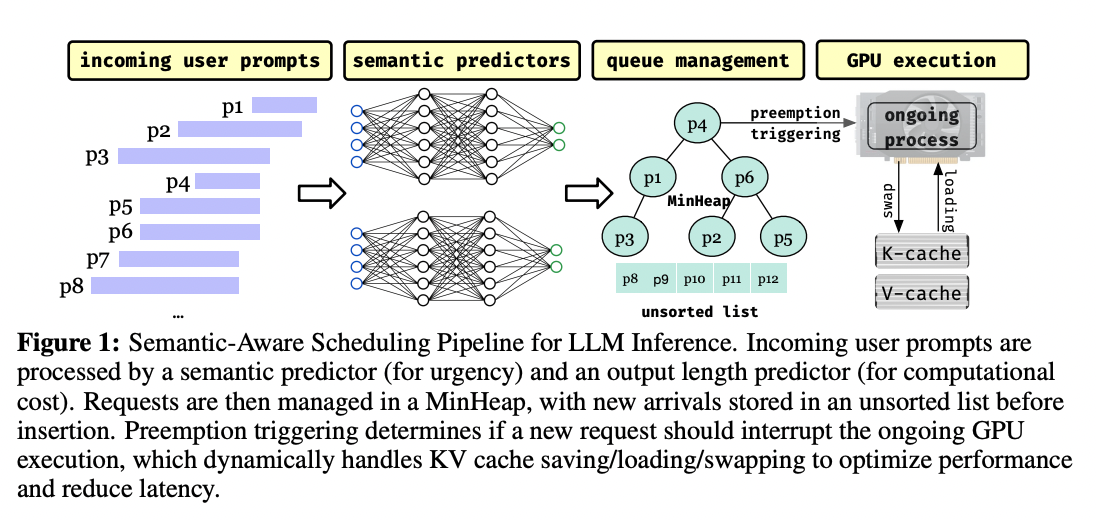 incoming user prompts
semantic predictors
queue management
GPU execution
p1
p2
p3
p4
p5
p6
p7
p8
...
p4
p1
p6
MinHeap
p3
p2
p5
p8 p9 p10 p11 p12
unsorted list
preemption
triggering
ongoing
process
swap
loading
K-cache
V-cache
Figure 1: Semantic-Aware Scheduling Pipeline for LLM Inference. Incoming user prompts are
processed by a semantic predictor (for urgency) and an output length predictor (for computational
cost). Requests are then managed in a MinHeap, with new arrivals stored in an unsorted list before
insertion. Preemption triggering determines if a new request should interrupt the ongoing GPU
execution, which dynamically handles KV cache saving/loading/swapping to optimize performance
and reduce latency.